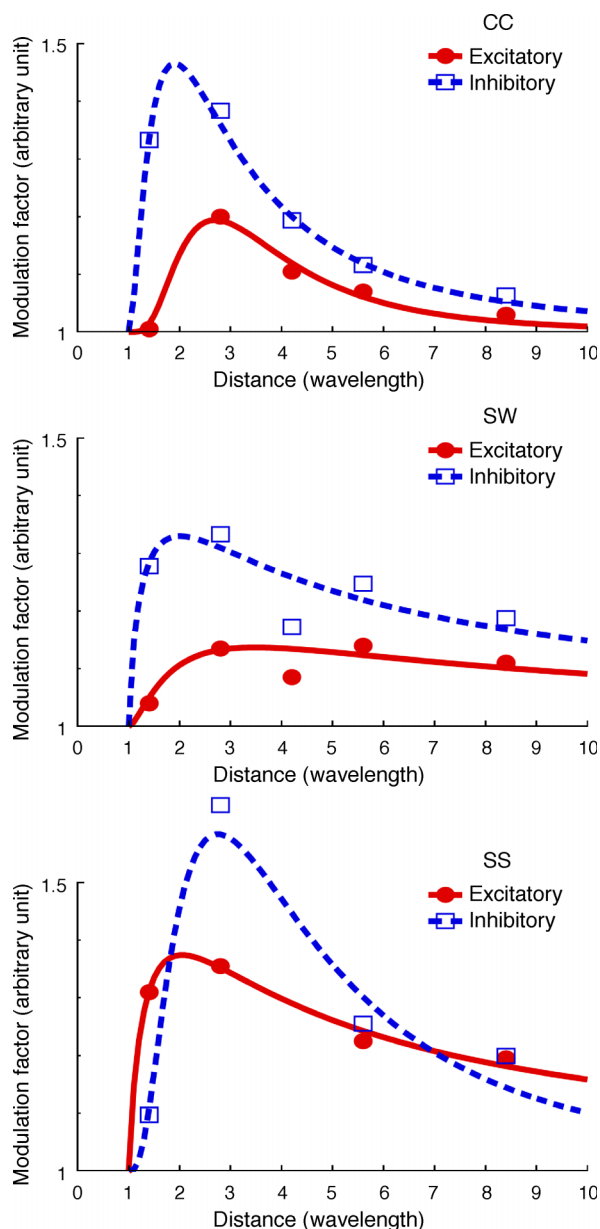 CC
1.5
Excitatory
Inhibitory
Modulation factor (arbitrary unit)
1
0 1 2 3 4 5 6 7 8 9 10
Distance (wavelength)
SW
1.5
Excitatory
Inhibitory
Modulation factor (arbitrary unit)
1
0 1 2 3 4 5 6 7 8 9 10
Distance (wavelength)
SS
1.5
Excitatory
Inhibitory
Modulation factor (arbitrary unit)
1
0 1 2 3 4 5 6 7 8 9 10
Distance (wavelength)